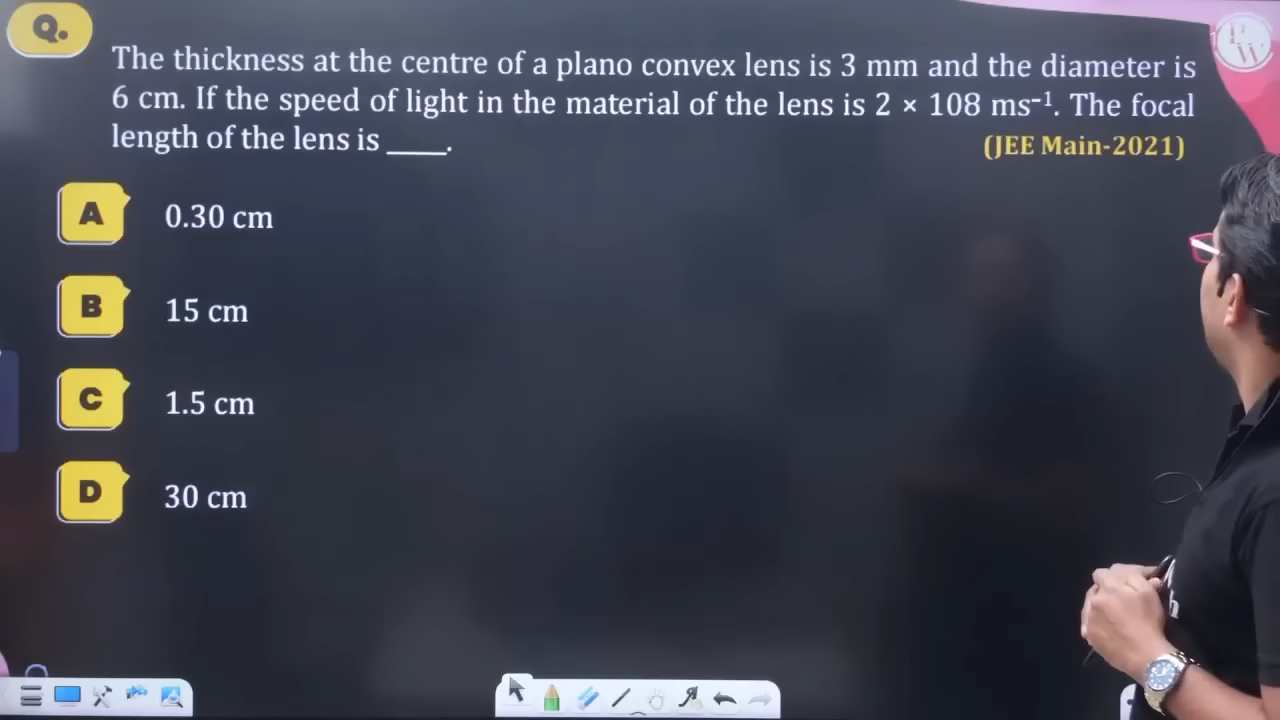 Q.
The thickness at the centre of a plano convex lens is 3 mm and the diameter is
6 cm. If the speed of light in the material of the lens is 2 × 108 ms⁻¹. The focal
length of the lens is ____.
(JEE Main-2021)
A 0.30 cm
B 15 cm
C 1.5 cm
D 30 cm